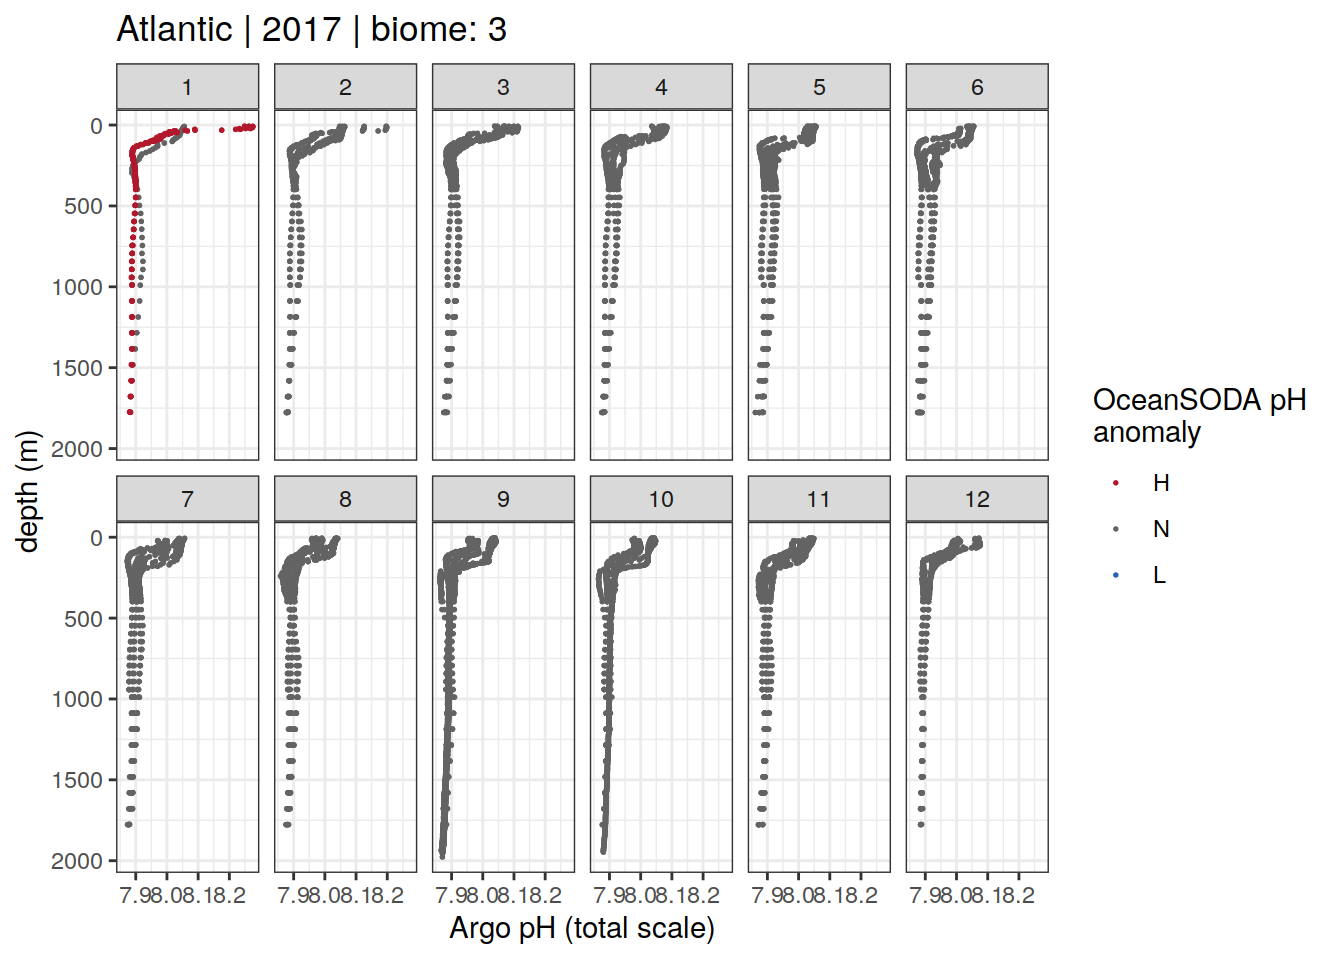 Atlantic | 2017 | biome: 3
1 2 3 4 5 6
0
500
1000
1500
2000
7 8 9 10 11 12
0
500
1000
1500
2000
7.98.08.18.2 7.98.08.18.2 7.98.08.18.2 7.98.08.18.2 7.98.08.18.2 7.98.08.18.2
Argo pH (total scale)
depth (m)
OceanSODA pH
anomaly
H
N
L